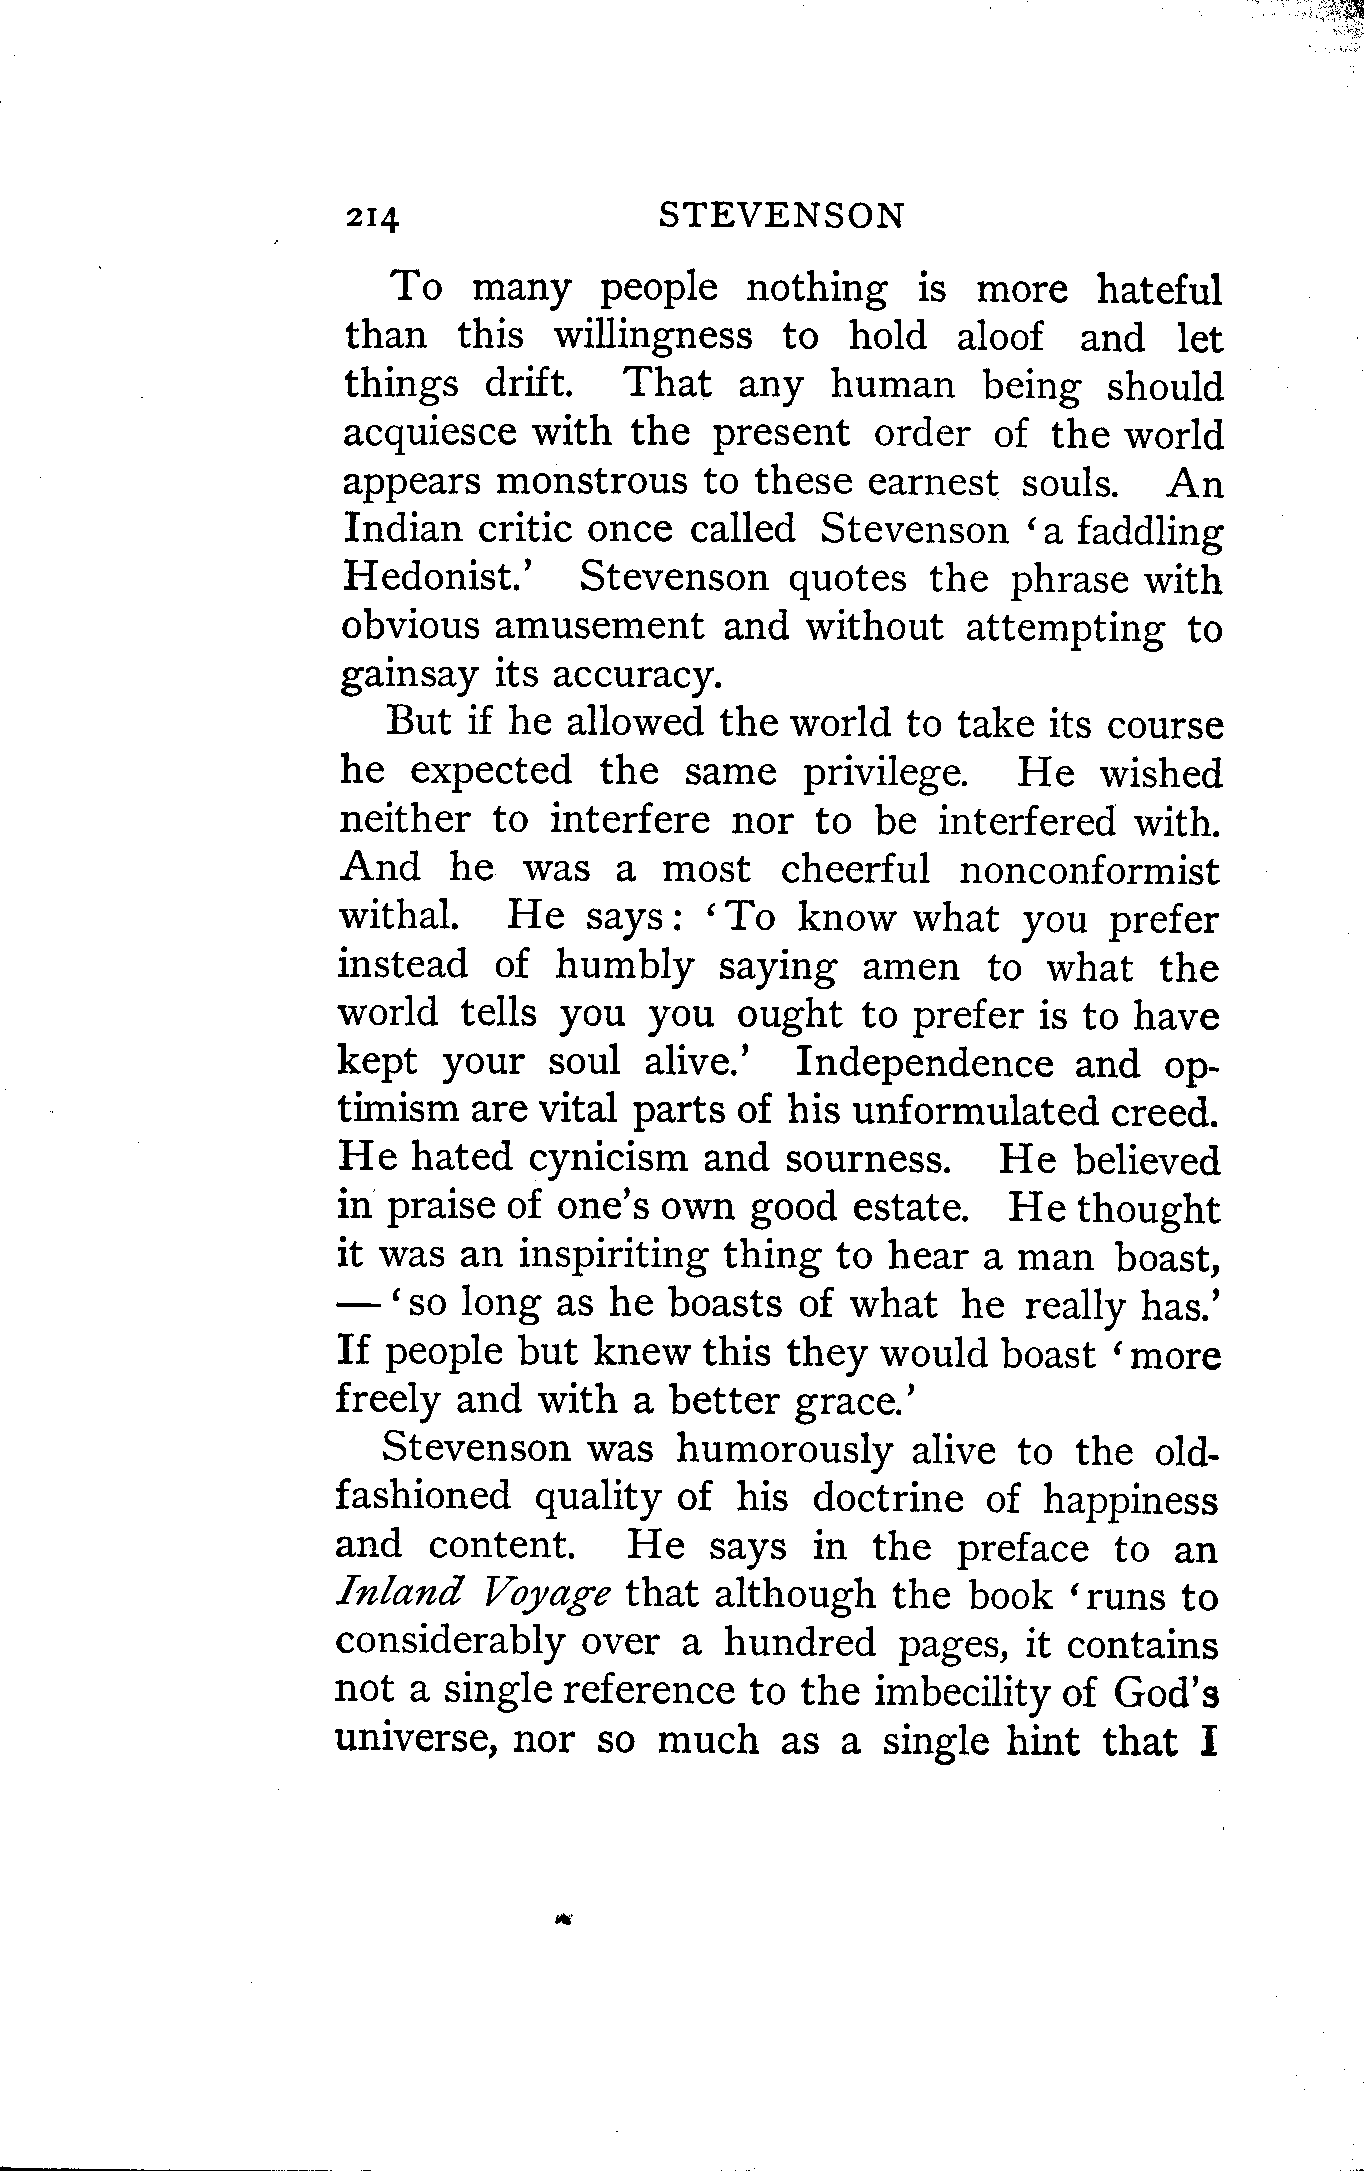 214 STEVENSON
To many people nothing is more hateful
than this willingness to hold aloof and let
things drift. That any human being should
acquiesce with the present order of the world
appears monstrous to these earnest souls. An
Indian critic once called Stevenson ‘a faddling
Hedonist.’ Stevenson quotes the phrase with
obvious amusement and without attempting to
gainsay its accuracy.
But if he allowed the world to take its course
he expected the same privilege. He wished
neither to interfere nor to be interfered with.
And he was a most cheerful nonconformist
withal. He says: ‘To know what you prefer
instead of humbly saying amen to what the
world tells you you ought to prefer is to have
kept your soul alive.’ Independence and op-
timism are vital parts of his unformulated creed.
He hated cynicism and sourness. He believed
in praise of one's own good estate. He thought
it was an inspiriting thing to hear a man boast,
— ‘so long as he boasts of what he really has.’
If people but knew this they would boast ‘more
freely and with a better grace.’
Stevenson was humorously alive to the old-
fashioned quality of his doctrine of happiness
and content. He says in the preface to an
Inland Voyage that although the book ‘runs to
considerably over a hundred pages, it contains
not a single reference to the imbecility of God's
universe, nor so much as a single hint that I